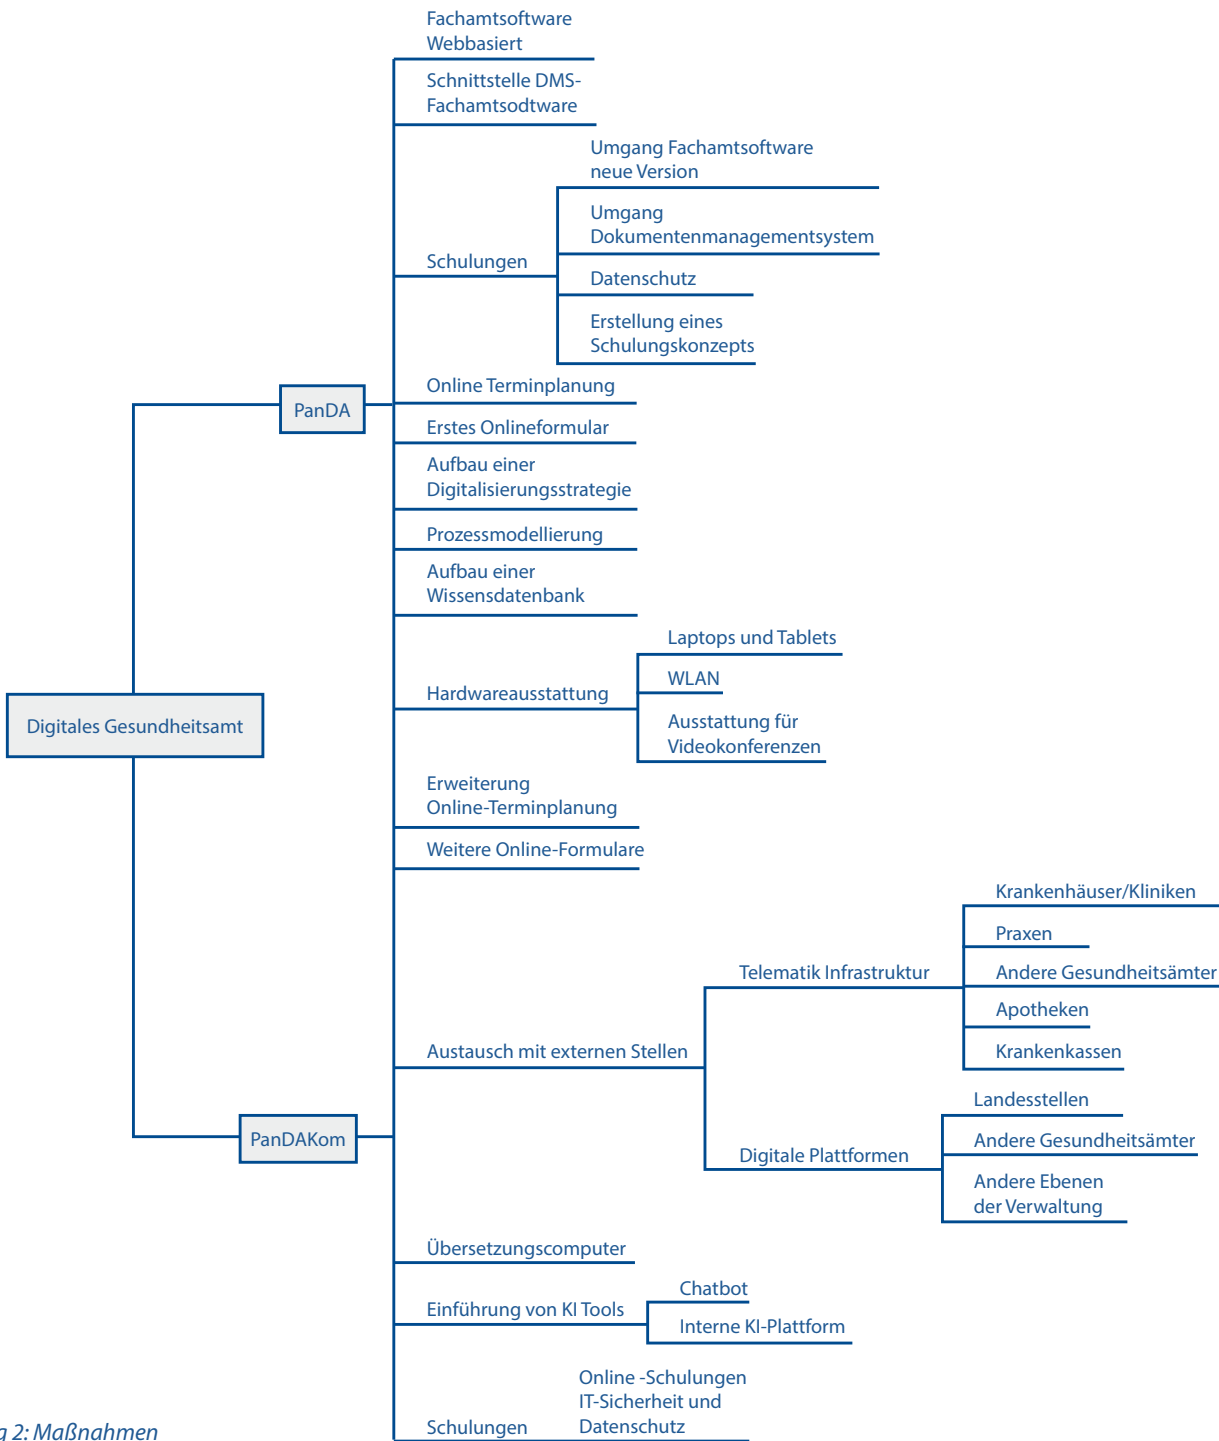 Fachamtsoftware
Webbasiert
Schnittstelle DMS-
Fachamtsodtware
Umgang Fachamtsoftware
neue Version
Umgang
Dokumentenmanagementsystem
Schulungen
Datenschutz
Erstellung eines
Schulungskonzepts
Online Terminplanung
PanDA
Erstes Onlineformular
Aufbau einer
Digitalisierungsstrategie
Prozessmodellierung
Aufbau einer
Wissensdatenbank
Laptops und Tablets
WLAN
Hardwareausstattung
Ausstattung für
Videokonferenzen
Digitales Gesundheitsamt
Erweiterung
Online-Terminplanung
Weitere Online-Formulare
Krankenhäuser/Kliniken
Praxen
Telematik Infrastruktur
Andere Gesundheitsämter
Apotheken
Krankenkassen
Austausch mit externen Stellen
Landesstellen
PanDAKom
Andere Gesundheitsämter
Digitale Plattformen
Andere Ebenen
der Verwaltung
Übersetzungscomputer
Chatbot
Einführung von KI Tools
Interne KI-Plattform
Online -Schulungen
IT-Sicherheit und
Datenschutz
Schulungen
2: Maßnahmen